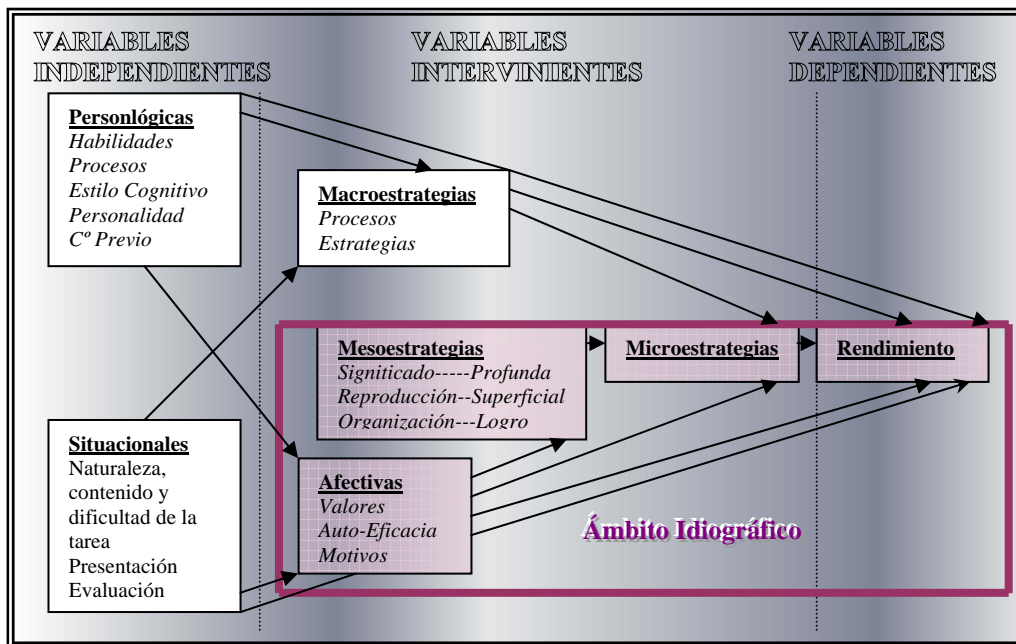 VARIABLES
INDEPENDIENTES
VARIABLES
INTERVINIENTES
VARIABLES
DEPENDIENTES
Personlógicas
Habilidades
Procesos
Estilo Cognitivo
Personalidad
Cº Previo
Macroestrategias
Procesos
Estrategias
Mesoestrategias
Signiticado-----Profunda
Reproducción--Superficial
Organización---Logro
Microestrategias
Rendimiento
Situacionales
Naturaleza,
contenido y
dificultad de la
tarea
Presentación
Evaluación
Afectivas
Valores
Auto-Eficacia
Motivos
Ámbito Idiográfico